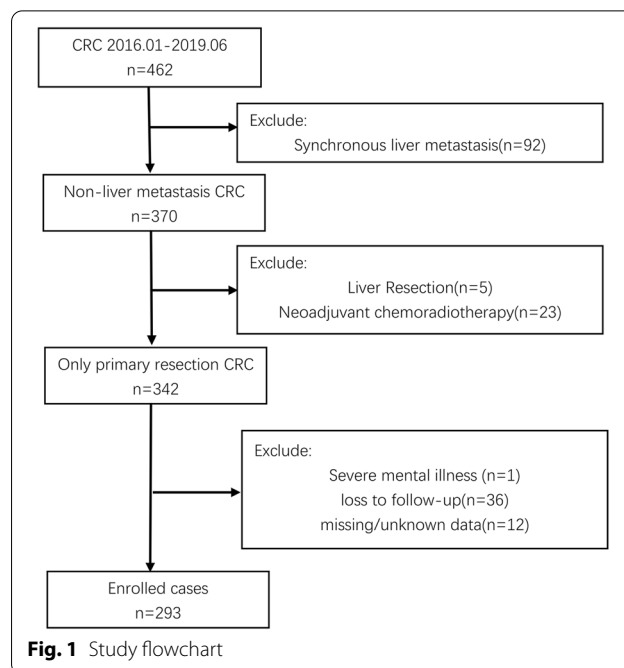 CRC 2016.01-2019.06
n=462
Exclude:
Synchronous liver metastasis(n=92)
Non-liver metastasis CRC
n=370
Exclude:
Liver Resection(n=5)
Neoadjuvant chemoradiotherapy(n=23)
Only primary resection CRC
n=342
Exclude:
Severe mental illness (n=1)
loss to follow-up(n=36)
missing/unknown data(n=12)
Enrolled cases
n=293
Fig. 1 Study flowchart